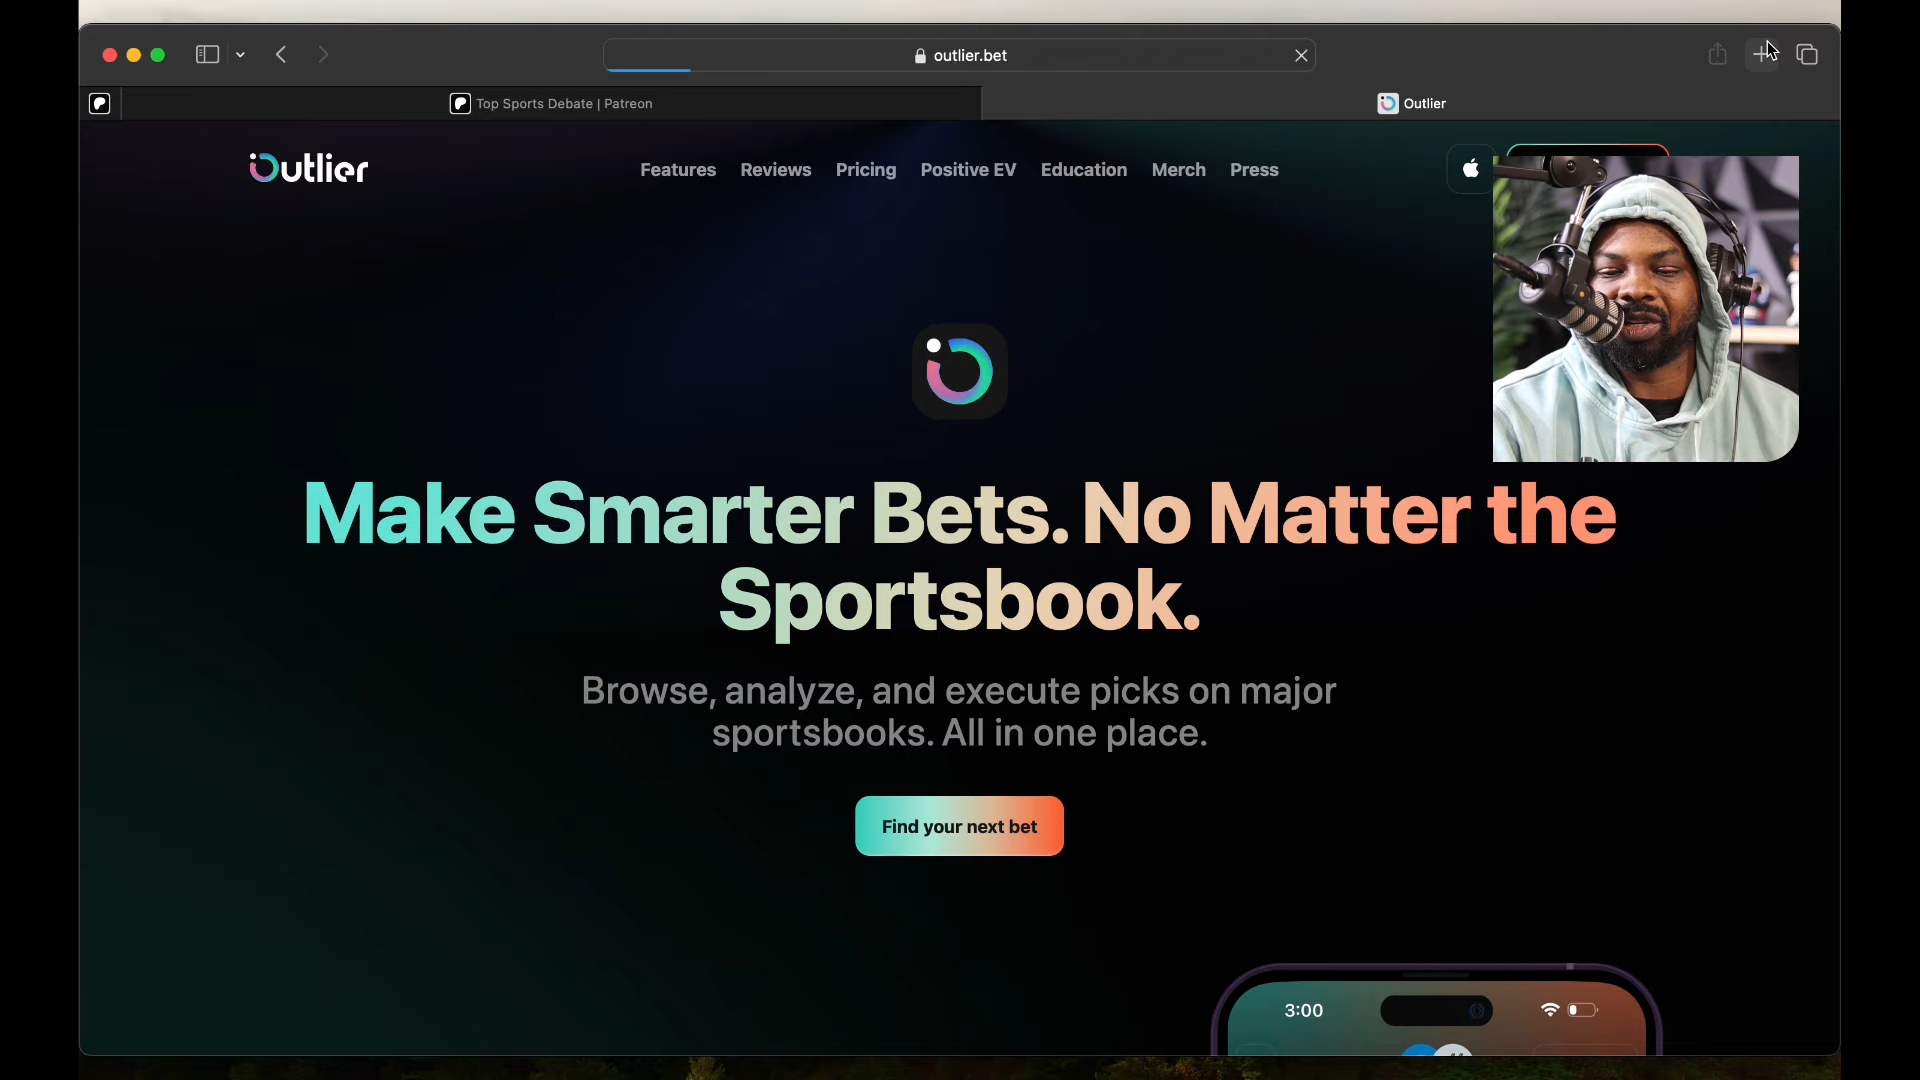 outlier.bet
Top Sports Debate | Patreon
Outlier
Outlier
Features Reviews Pricing Positive EV Education Merch Press
Make Smarter Bets. No Matter the
Sportsbook.
Browse, analyze, and execute picks on major
sportsbooks. All in one place.
Find your next bet
3:00